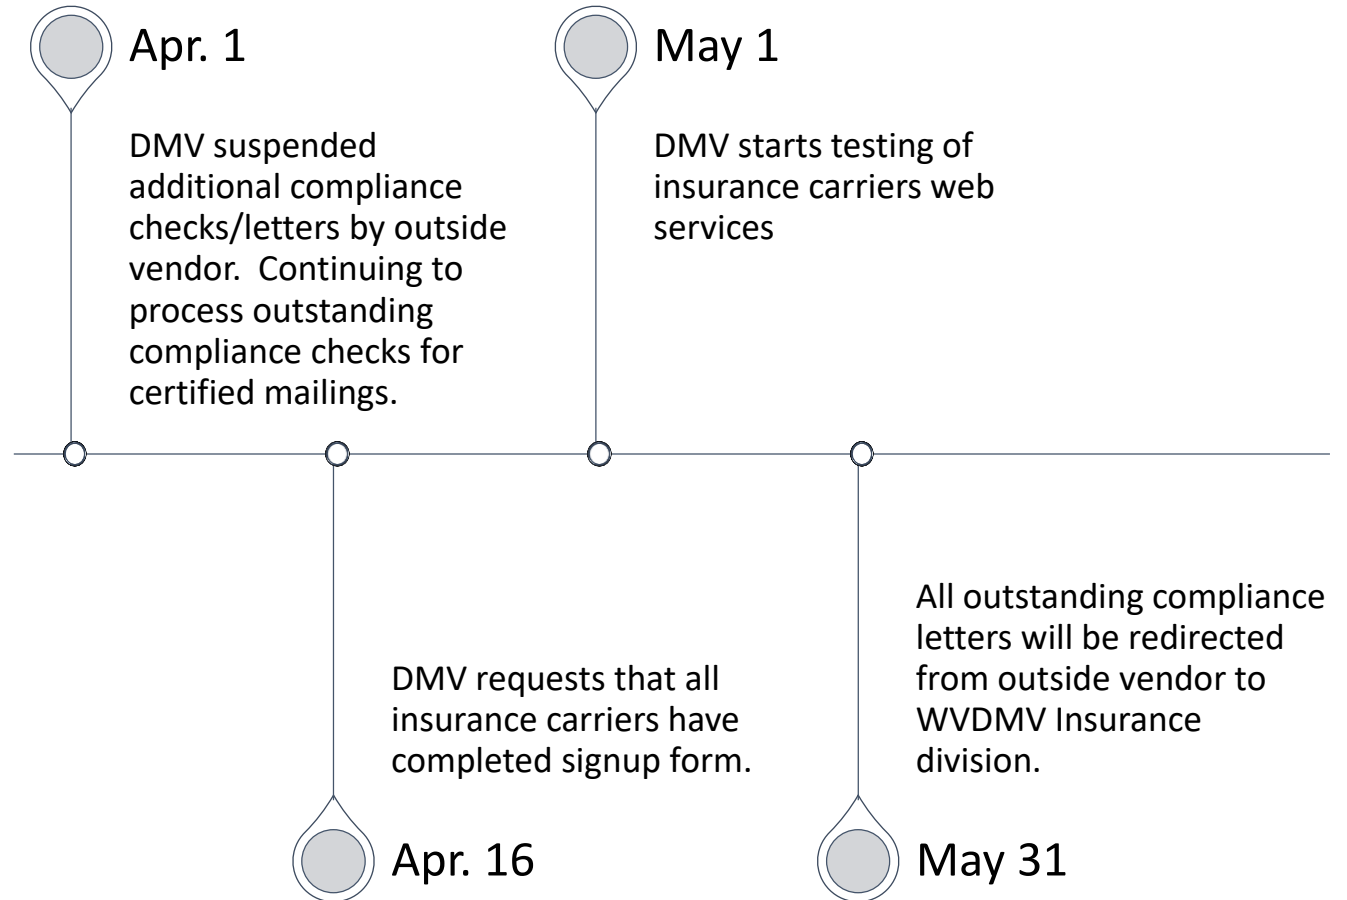 Apr. 1
DMV suspended
additional compliance
checks/letters by outside
vendor.  Continuing to
process outstanding
compliance checks for
certified mailings.
May 1
DMV starts testing of
insurance carriers web
services
DMV requests that all
insurance carriers have
completed signup form.
Apr. 16
All outstanding compliance
letters will be redirected
from outside vendor to
WVDMV Insurance
division.
May 31